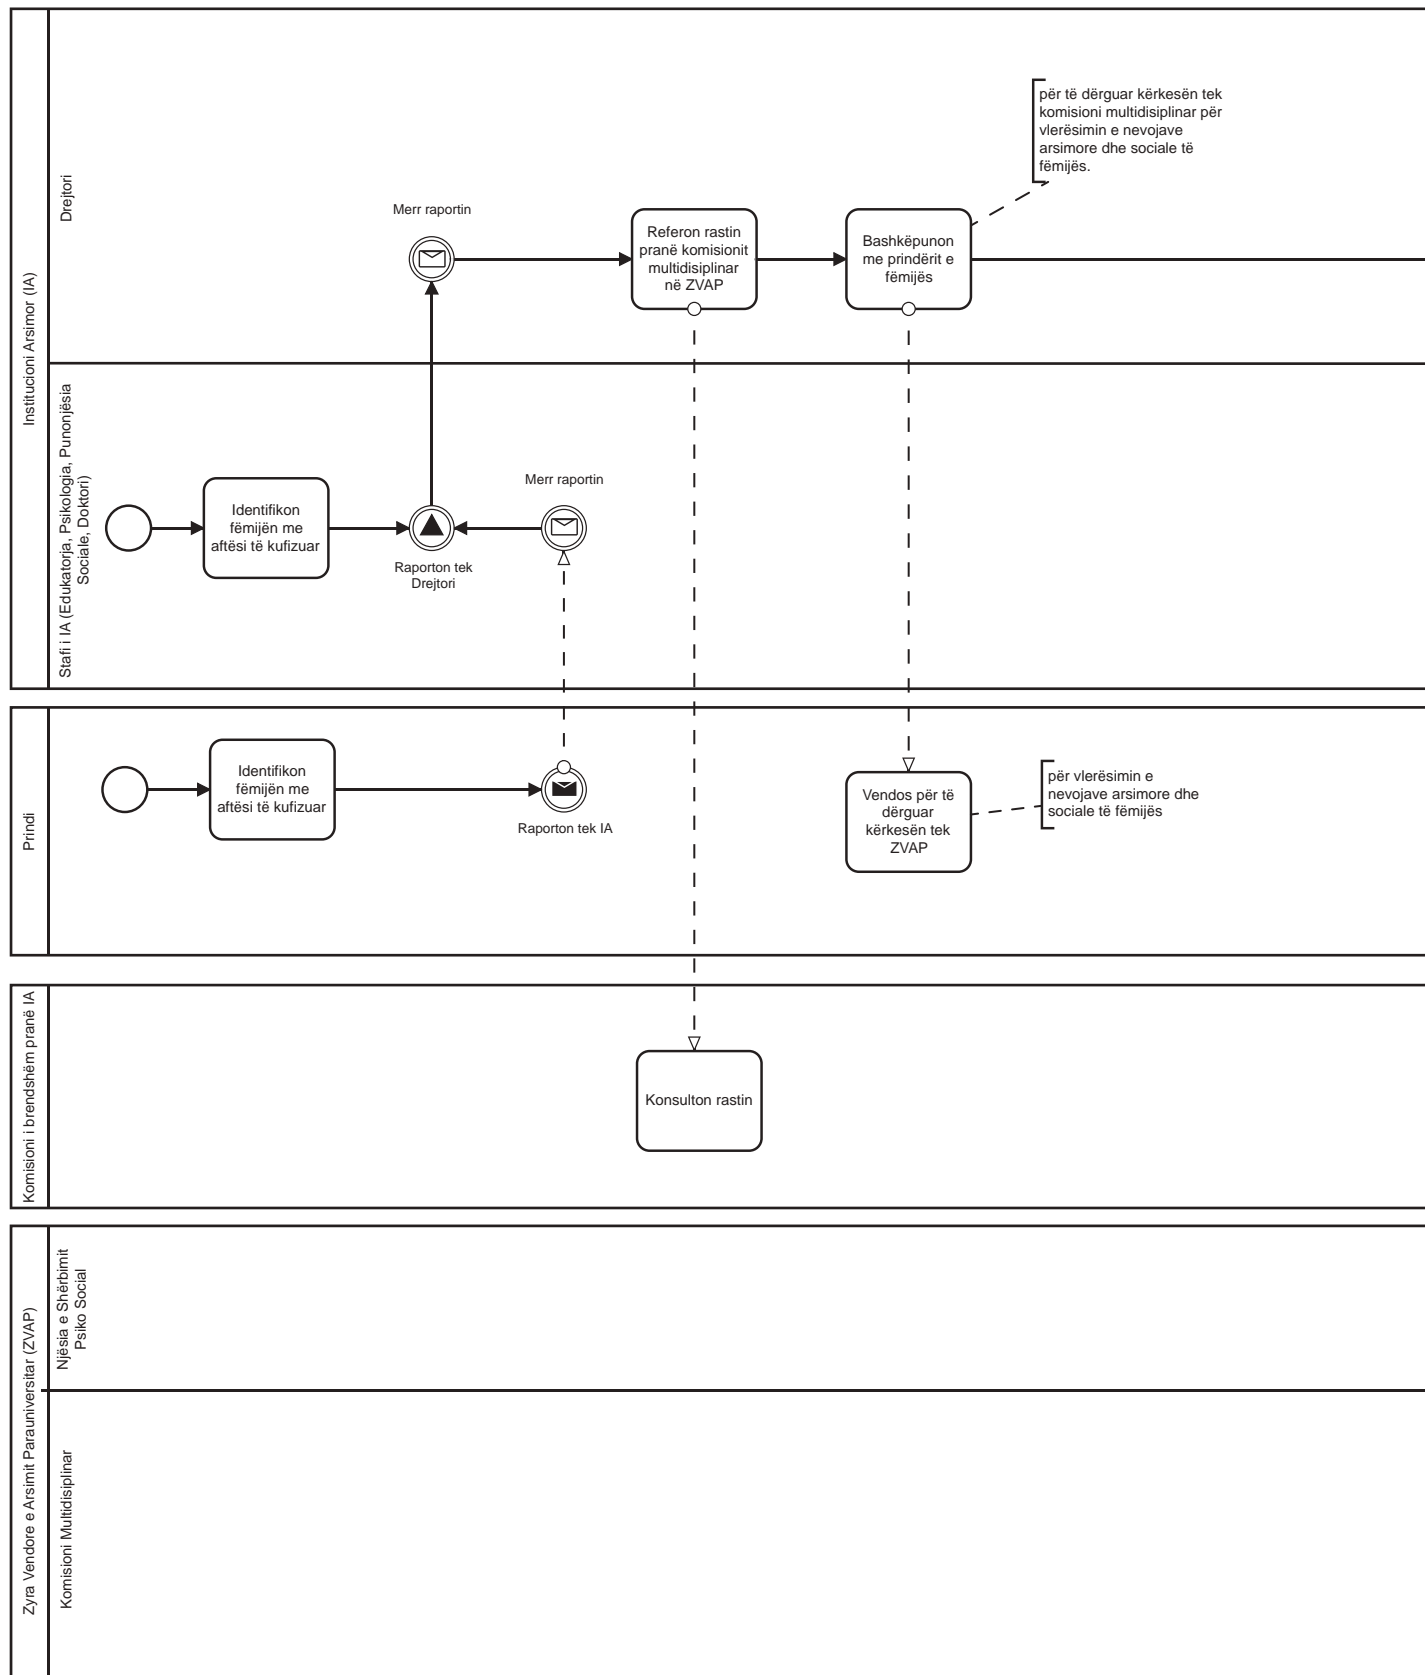 Institucioni Arsimor (IA)
Drejtori
për të dërguar kërkesën tek
komisioni multidisiplinar për
vlerësimin e nevojave
arsimore dhe sociale të
fëmijës.
Merr raportin
Referon rastin
pranë komisionit
multidisiplinar
në ZVAP
Bashkëpunon
me prindërit e
fëmijës
Stafi i IA (Edukatorja, Psikologia, Punonjësia
Sociale, Doktori)
Identifikon
fëmijën me
aftësi të kufizuar
Raporton tek
Drejtori
Merr raportin
Prindi
Identifikon
fëmijën me
aftësi të kufizuar
Raporton tek IA
Vendos për të
dërguar
kërkesën tek
ZVAP
për vlerësimin e
nevojave arsimore dhe
sociale të fëmijës
Komisioni i brendshëm pranë IA
Konsulton rastin
Zyra Vendore e Arsimit Parauniversitar (ZVAP)
Njësia e Shërbimit
Psiko Social
Komisioni Multidisiplinar